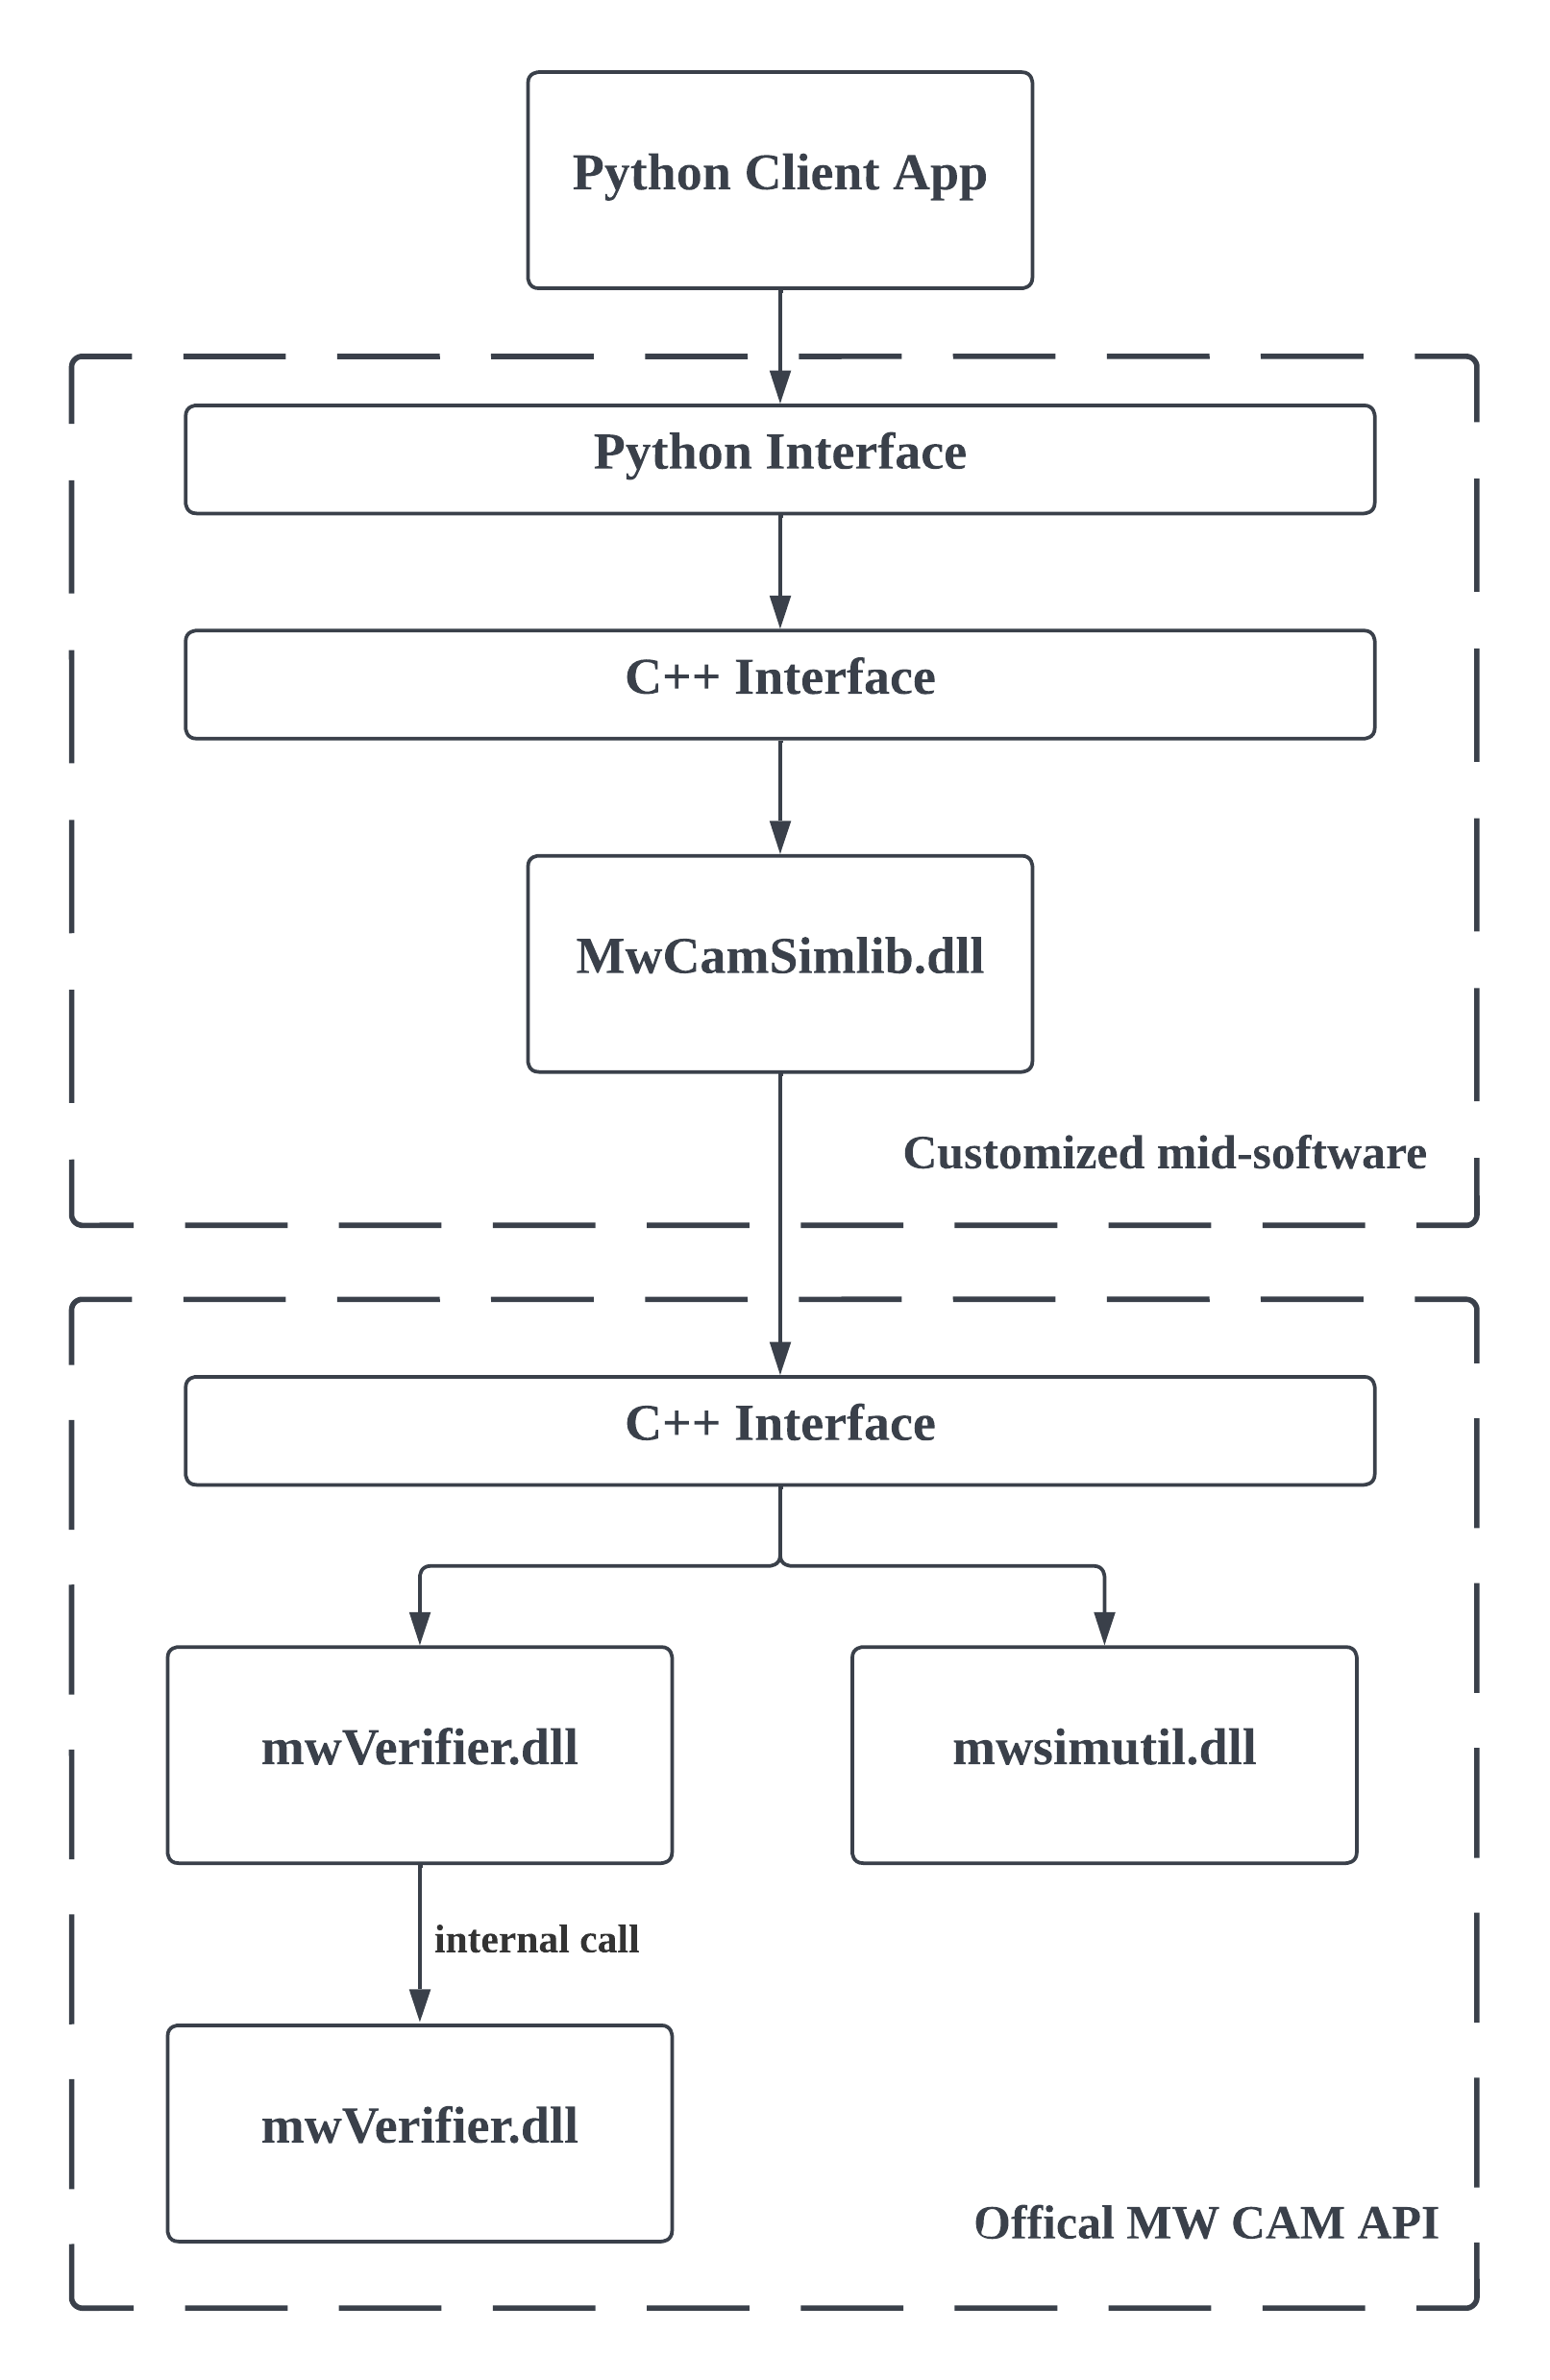 Python Client App
Python Interface
C++ Interface
MwCamSimlib.dll
Customized mid-software
C++ Interface
mwVerifier.dll
mwsimutil.dll
internal call
mwVerifier.dll
Offical MW CAM API